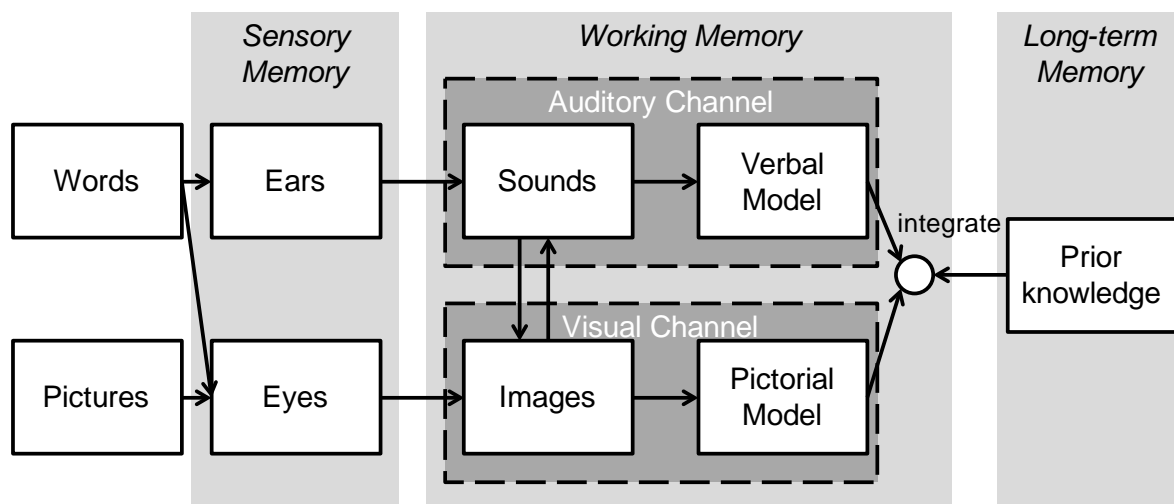 Sensory
Memory
Working Memory
Long-term
Memory
Auditory Channel
Words
Ears
Sounds
Verbal
Model
integrate
Prior
knowledge
Visual Channel
Pictures
Eyes
Images
Pictorial
Model